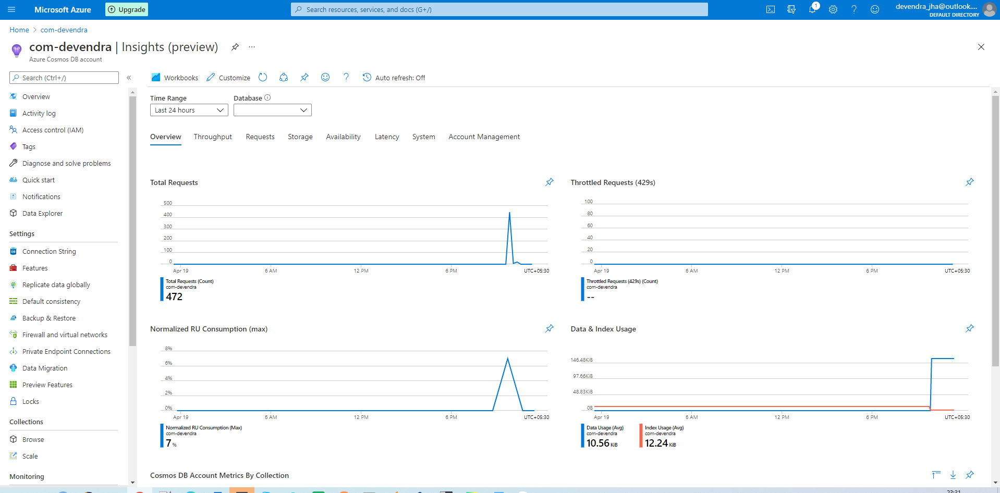 Microsoft Azure
Upgrade
Search resources, services, and docs (G+/)
1
devendra_jha@outlook....
DEFAULT DIRECTORY
Home > com-devendra
com-devendra | Insights (preview)
...
Azure Cosmos DB account
Search (Ctrl+/)
«
Overview
Activity log
Access control (IAM)
Tags
Diagnose and solve problems
Quick start
Notifications
Data Explorer
Settings
Connection String
Features
Replicate data globally
Default consistency
Backup & Restore
Firewall and virtual networks
Private Endpoint Connections
Data Migration
Preview Features
Locks
Collections
Browse
Scale
Monitoring
Workbooks
Customize
Auto refresh: Off
Time Range
Last 24 hours
Database
Overview Throughput Requests Storage Availability Latency System Account Management
Total Requests
500
400
300
200
100
0
Apr 19 6 AM 12 PM 6 PM UTC+05:30
Total Requests (Count)
com-devendra
472
Throttled Requests (429s)
100
80
60
40
20
0
Apr 19 6 AM 12 PM 6 PM UTC+05:30
Throttled Requests (429s) (Count)
com-devendra
--
Normalized RU Consumption (max)
8%
6%
4%
2%
0%
Apr 19 6 AM 12 PM 6 PM UTC+05:30
Normalized RU Consumption (Max)
com-devendra
7 %
Data & Index Usage
146.48KiB
97.66KiB
48.83KiB
0B
Apr 19 6 AM 12 PM 6 PM UTC+05:30
Data Usage (Avg)
com-devendra
10.56 KiB
Index Usage (Avg)
com-devendra
12.24 KiB
Cosmos DB Account Metrics By Collection